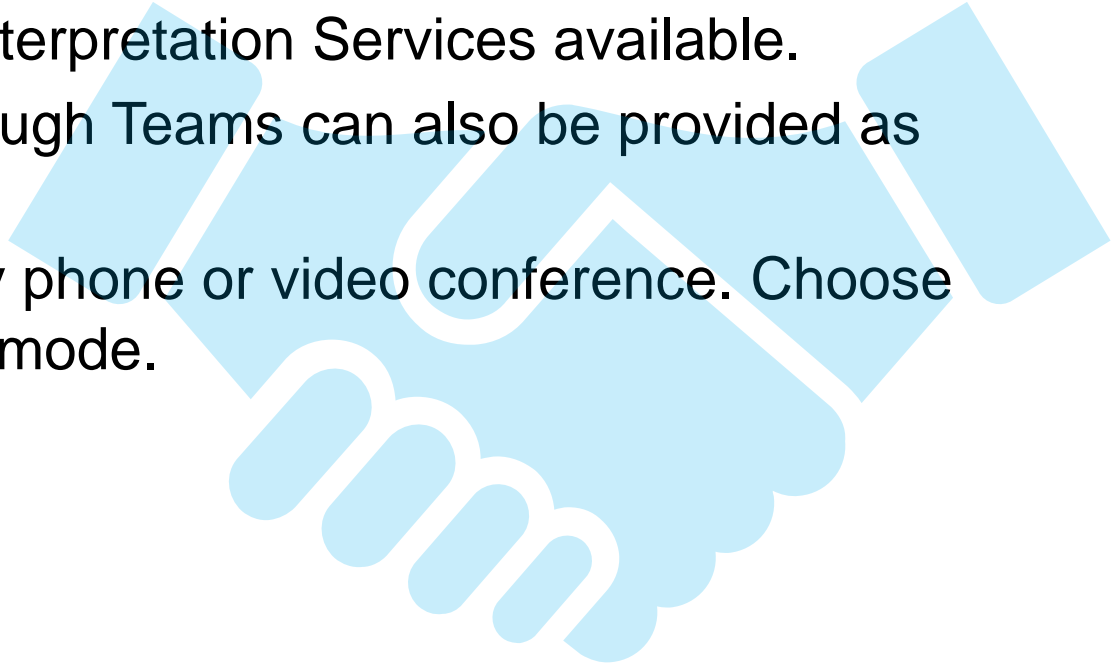 terpretation Services available.
ugh Teams can also be provided as
phone or video conference. Choose
mode.